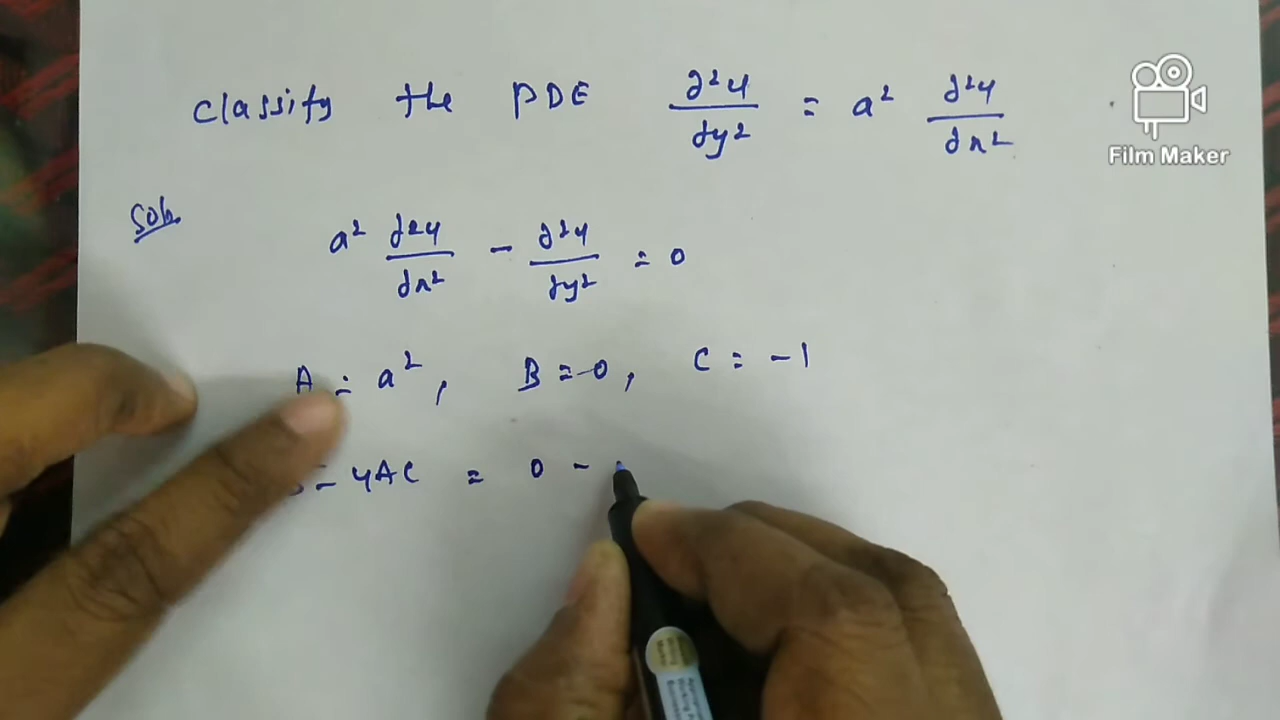 Classify the PDE ∂²u/∂y² = a² ∂²u/∂x²
Film Maker
Soln
a² ∂²u/∂x² - ∂²u/∂y² = 0
A = a², B = 0, C = -1
- 4AC = 0 -